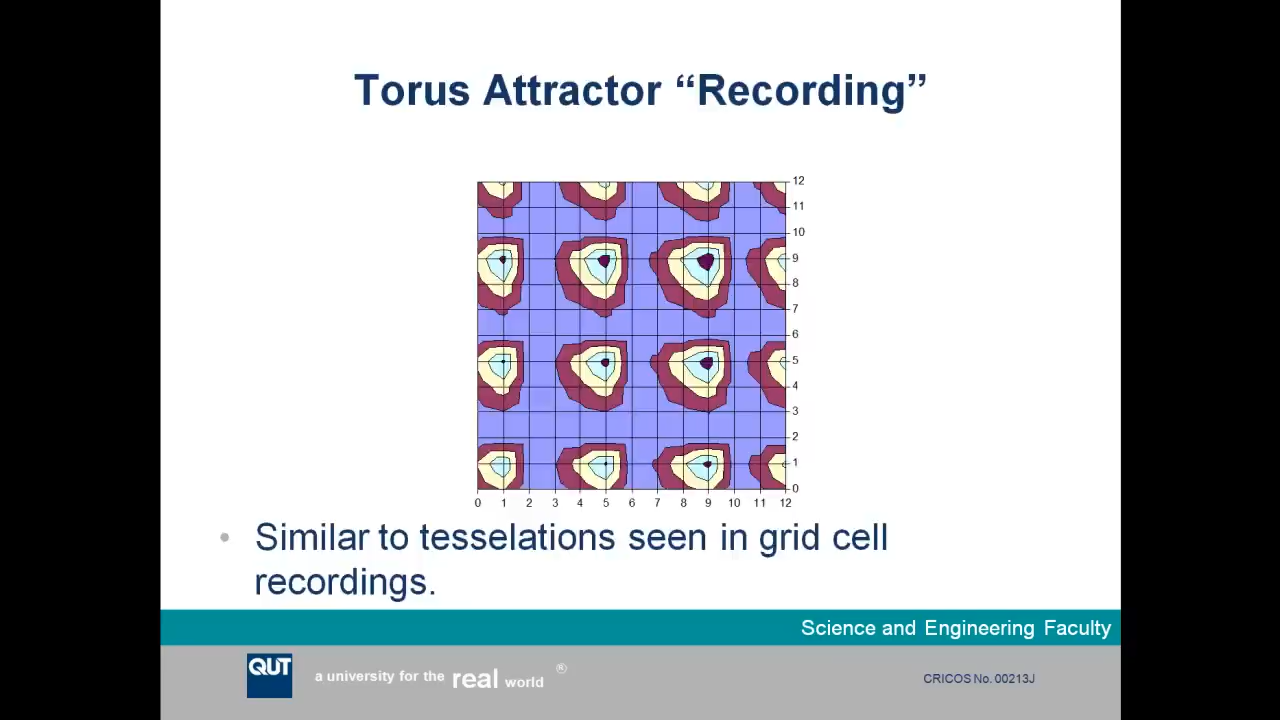 Torus Attractor “Recording”
12
11
10
9
8
7
6
5
4
3
2
1
0
0 1 2 3 4 5 6 7 8 9 10 11 12
• Similar to tesselations seen in grid cell
recordings.
Science and Engineering Faculty
QUT
a university for the real world ®
CRICOS No. 00213J